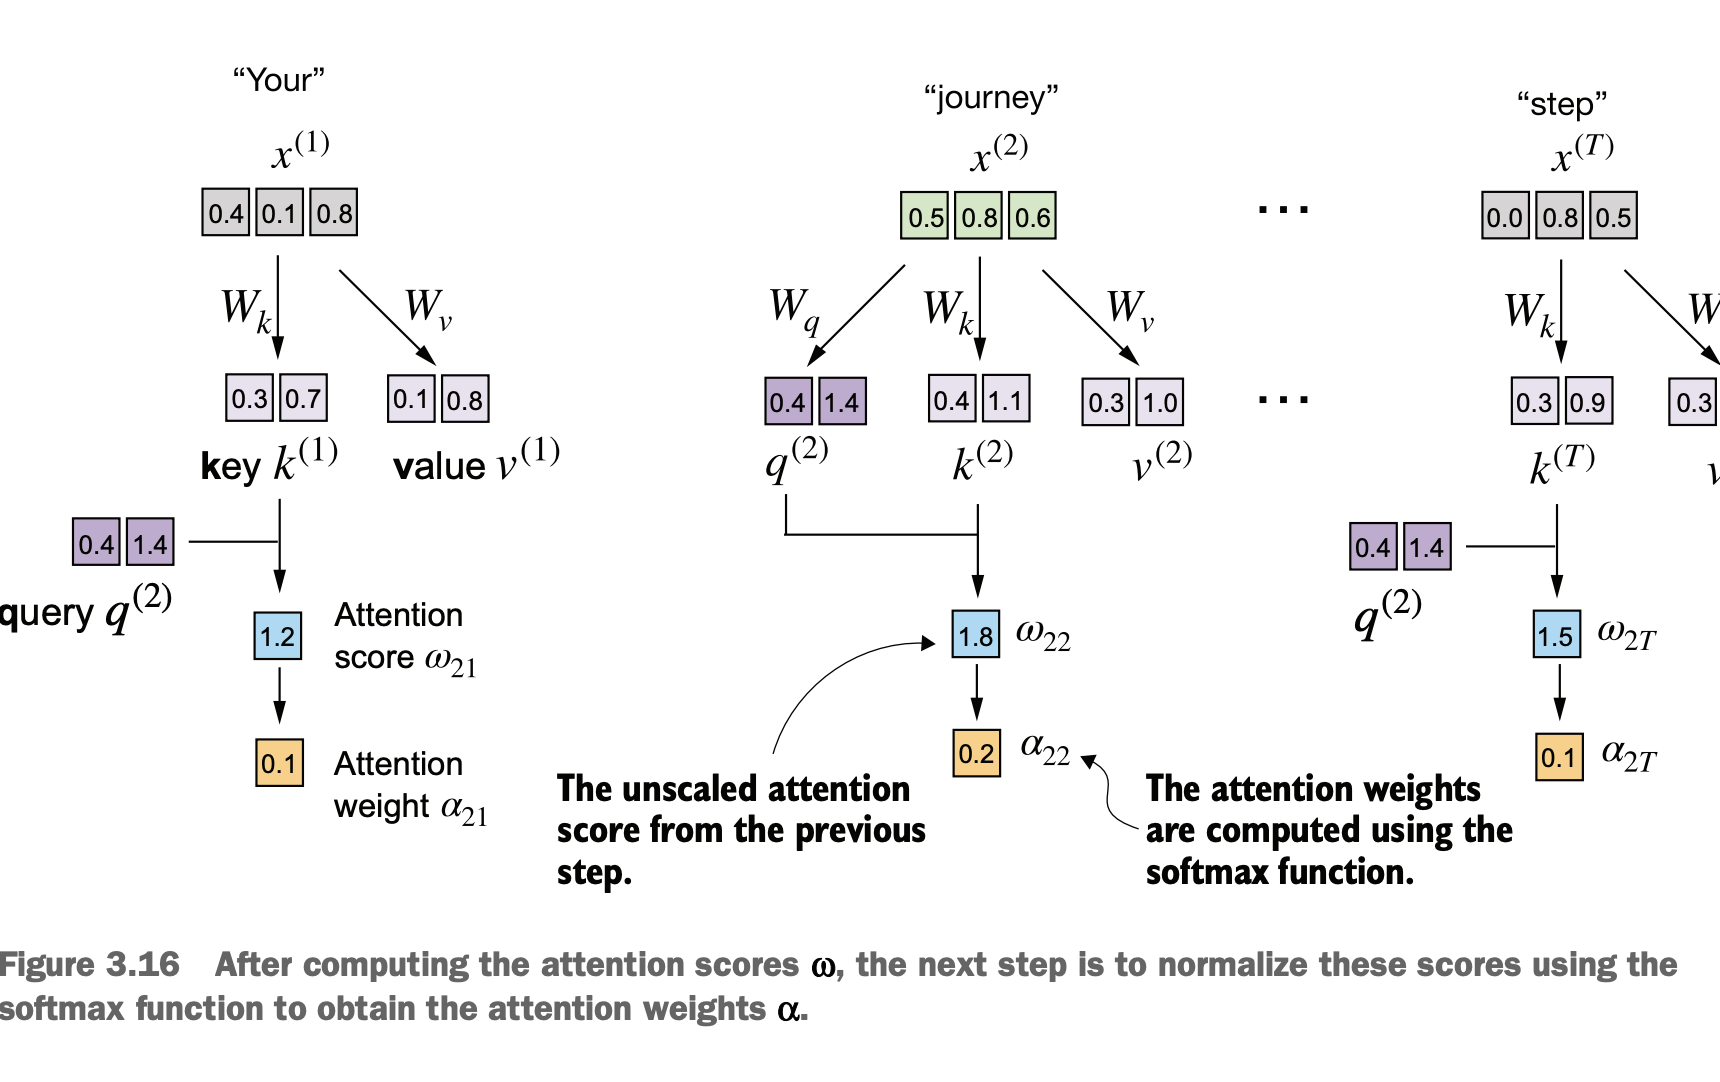 “Your”
“journey”
“step”
x(1)
x(2)
x(T)
0.4 0.1 0.8
0.5 0.8 0.6
...
0.0 0.8 0.5
Wk
Wv
Wq
Wk
Wv
Wk
W
0.3 0.7
0.1 0.8
0.4 1.4
0.4 1.1
0.3 1.0
...
0.3 0.9
0.3
key k(1)
value v(1)
q(2)
k(2)
v(2)
k(T)
v
0.4 1.4
query q(2)
0.4 1.4
q(2)
1.2
Attention
score ω21
1.8
ω22
1.5
ω2T
0.1
Attention
weight α21
0.2
α22
0.1
α2T
The unscaled attention
score from the previous
step.
The attention weights
are computed using the
softmax function.
Figure 3.16 After computing the attention scores ω, the next step is to normalize these scores using the
softmax function to obtain the attention weights α.